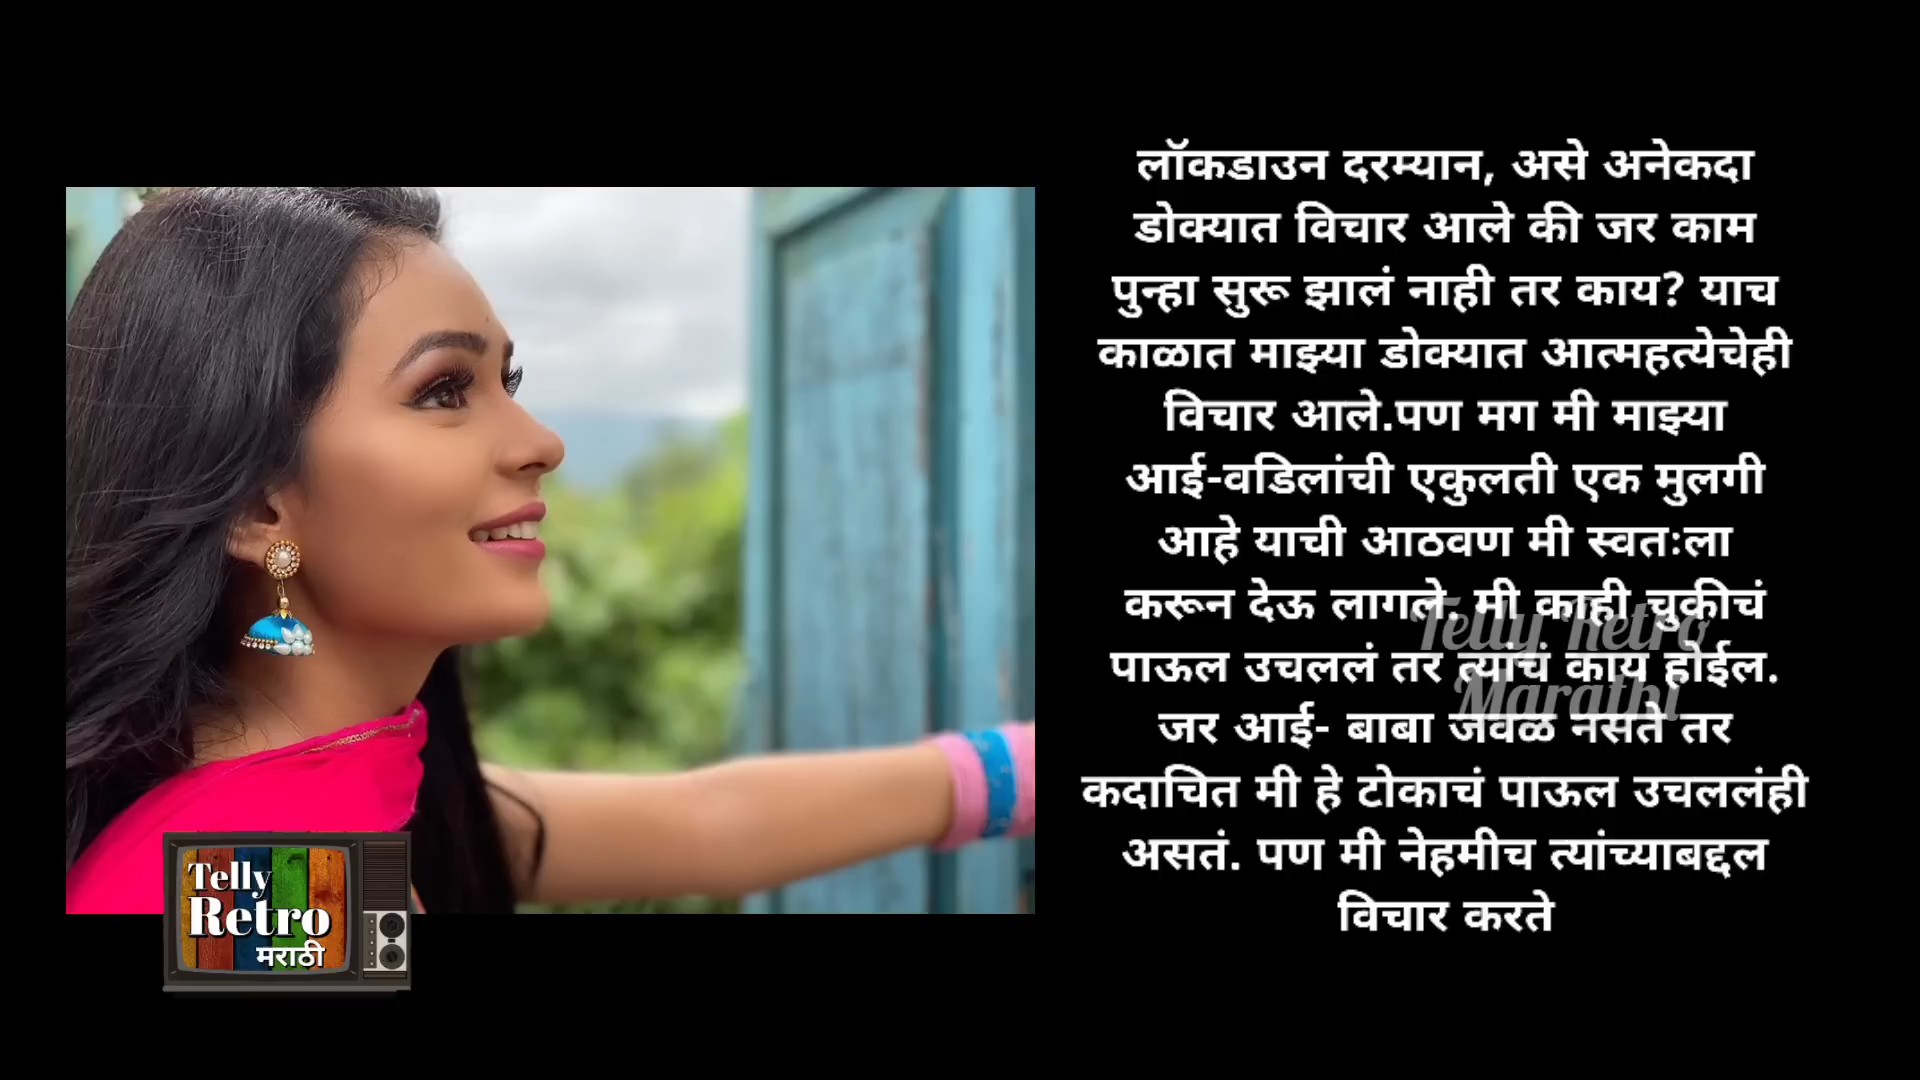 लॉकडाउन दरम्यान, असे अनेकदा
डोक्यात विचार आले की जर काम
पुन्हा सुरू झालं नाही तर काय? याच
काळात माझ्या डोक्यात आत्महत्येचेही
विचार आले.पण मग मी माझ्या
आई-वडिलांची एकुलती एक मुलगी
आहे याची आठवण मी स्वतःला
करून देऊ लागले. मी काही चुकीचं
पाऊल उचललं तर त्यांचं काय होईल.
जर आई- बाबा जवळ नसते तर
कदाचित मी हे टोकाचं पाऊल उचललंही
असतं. पण मी नेहमीच त्यांच्याबद्दल
विचार करते
Telly Retro
Marathi
Telly
Retro
मराठी